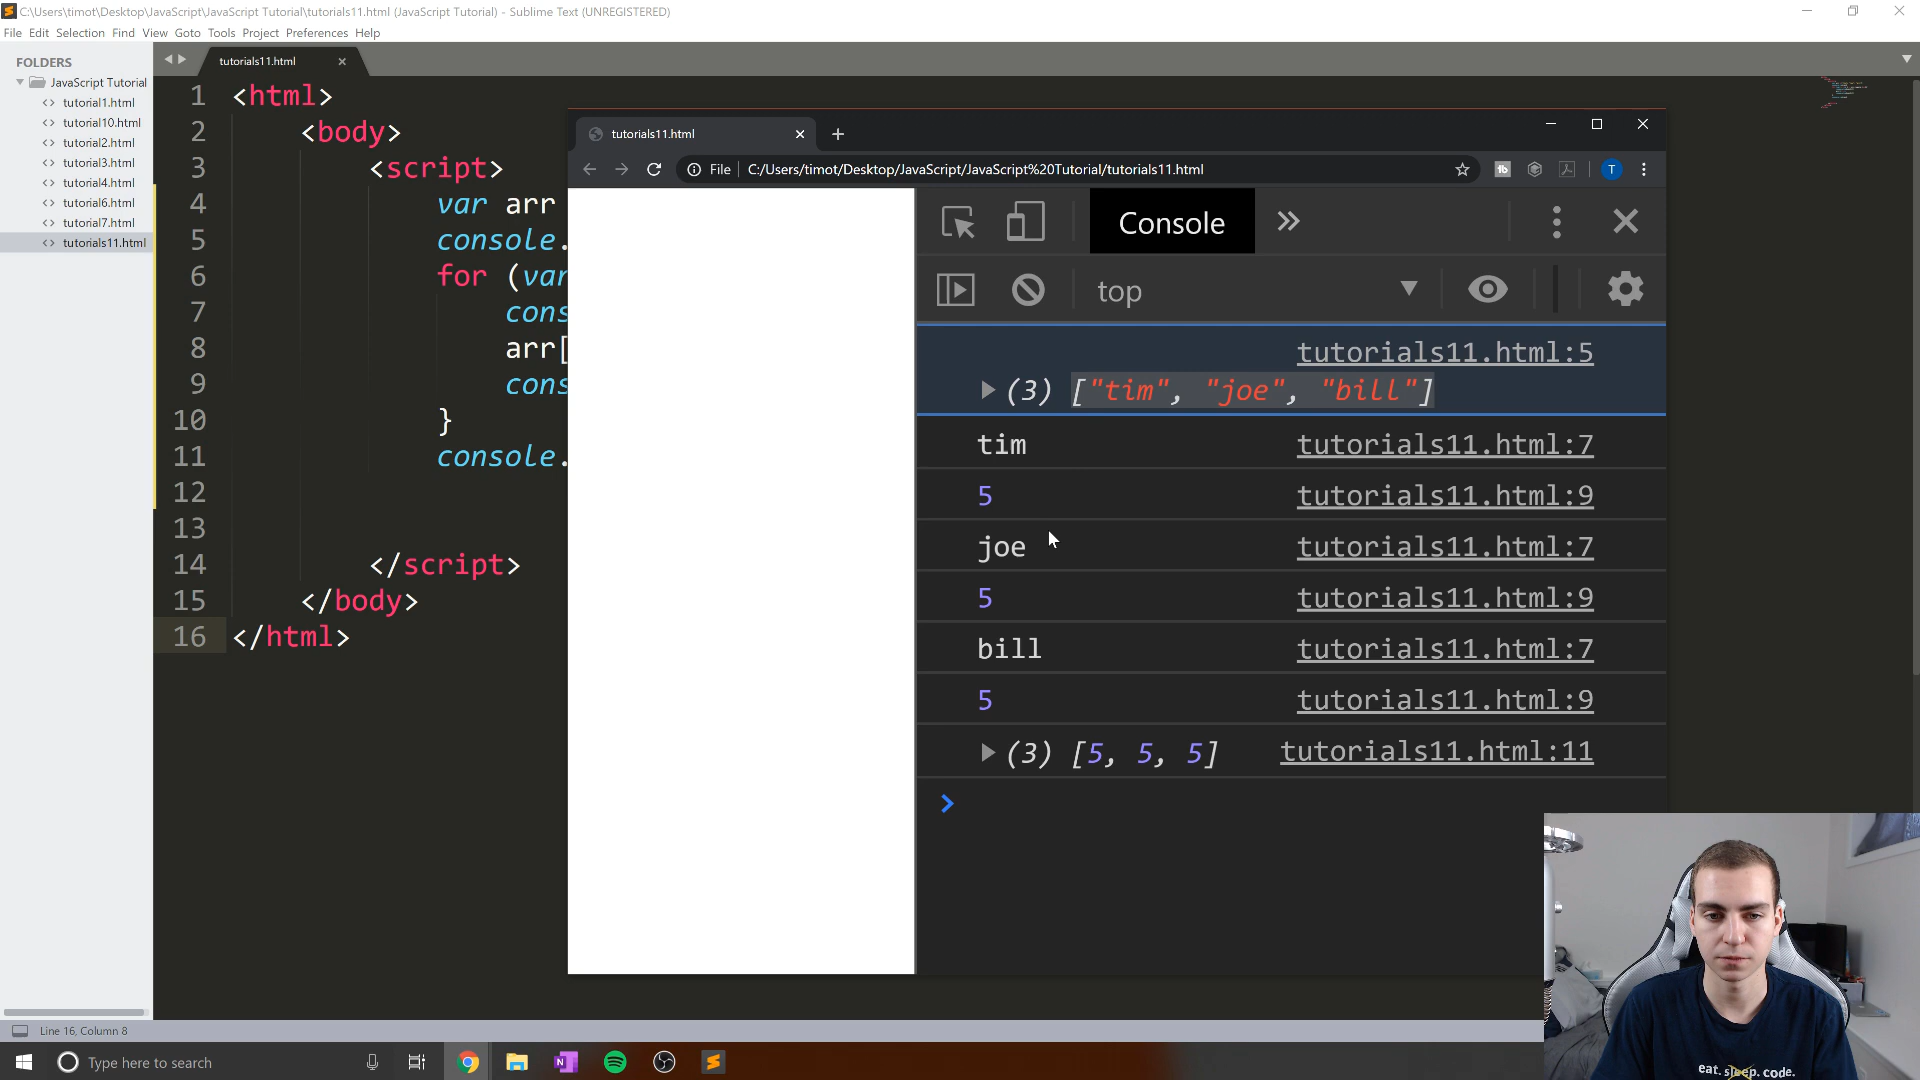 C:\Users\timot\Desktop\JavaScript\JavaScript Tutorial\tutorials11.html (JavaScript Tutorial) - Sublime Text (UNREGISTERED)
File Edit Selection Find View Goto Tools Project Preferences Help
FOLDERS
JavaScript Tutorial
tutorial1.html
tutorial10.html
tutorial2.html
tutorial3.html
tutorial4.html
tutorial6.html
tutorial7.html
tutorials11.html
tutorials11.html
1 <html>
2 <body>
3 <script>
4 var arr
5 console.
6 for (var
7 cons
8 arr[
9 cons
10 }
11 console.
12
13
14 </script>
15 </body>
16 </html>
tutorials11.html
File C:/Users/timot/Desktop/JavaScript/JavaScript%20Tutorial/tutorials11.html
T
Console
top
tutorials11.html:5
(3) ["tim", "joe", "bill"]
tim tutorials11.html:7
5 tutorials11.html:9
joe tutorials11.html:7
5 tutorials11.html:9
bill tutorials11.html:7
5 tutorials11.html:9
(3) [5, 5, 5] tutorials11.html:11
eat. sleep. code.
Line 16, Column 8
Type here to search